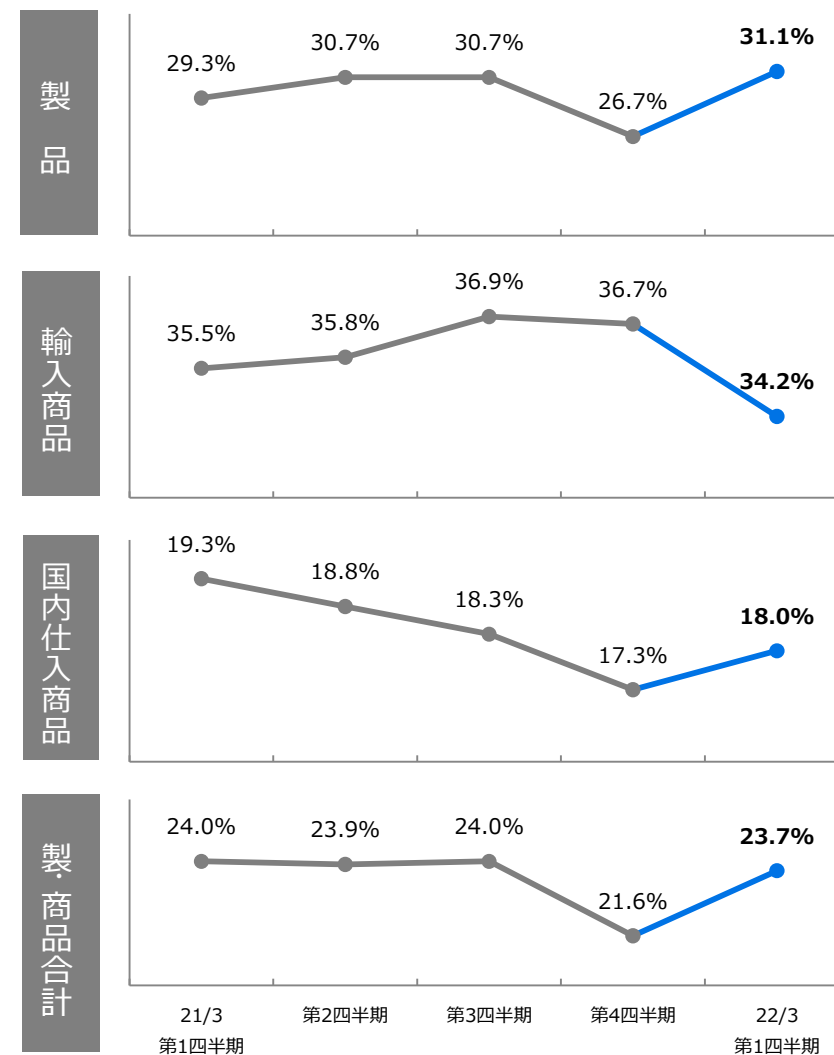 製品
29.3%
30.7%
30.7%
26.7%
31.1%
輸入商品
35.5%
35.8%
36.9%
36.7%
34.2%
国内仕入商品
19.3%
18.8%
18.3%
17.3%
18.0%
製・商品合計
24.0%
23.9%
24.0%
21.6%
23.7%
21/3
第1四半期
第2四半期
第3四半期
第4四半期
22/3
第1四半期